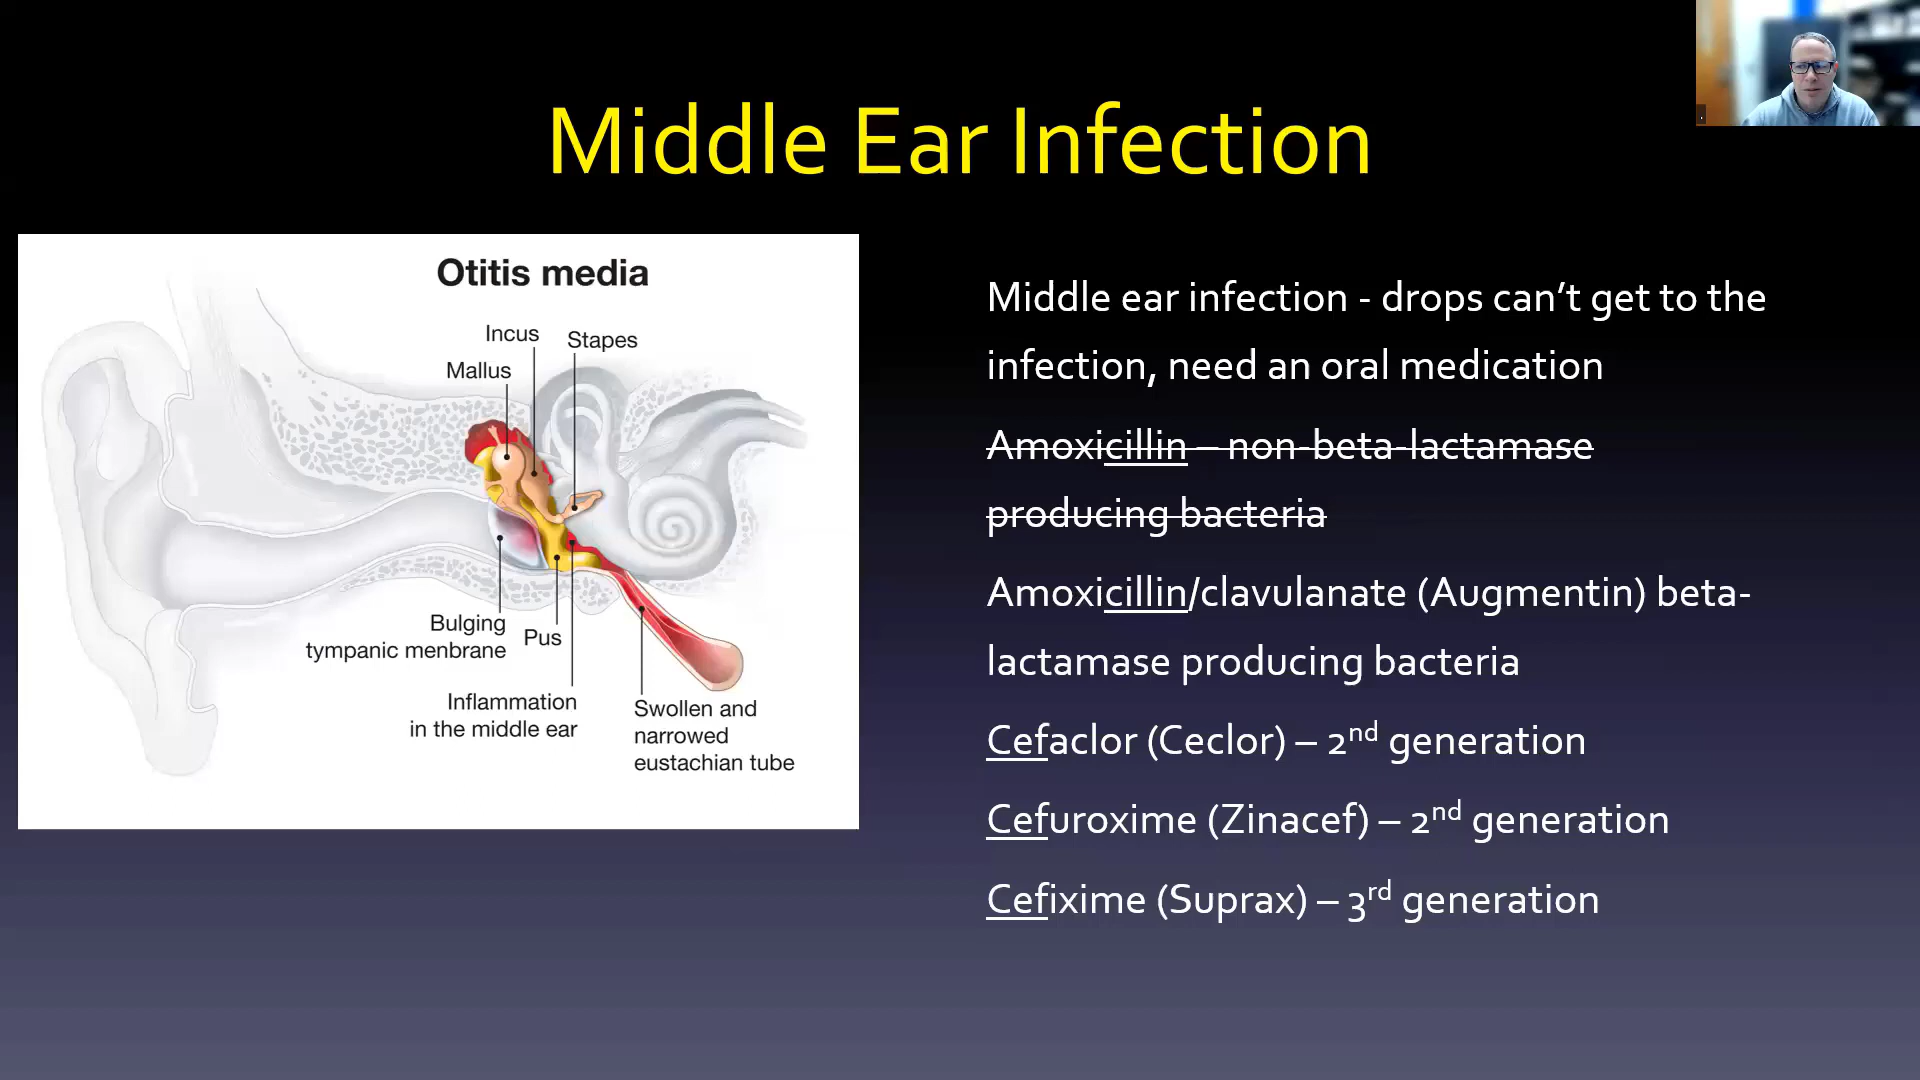 Middle Ear Infection
Otitis media
Incus
Stapes
Mallus
Bulging
tympanic menbrane
Pus
Inflammation
in the middle ear
Swollen and
narrowed
eustachian tube
Middle ear infection - drops can’t get to the
infection, need an oral medication
Amoxicillin – non-beta-lactamase
producing bacteria
Amoxicillin/clavulanate (Augmentin) beta-
lactamase producing bacteria
Cefaclor (Ceclor) – 2nd generation
Cefuroxime (Zinacef) – 2nd generation
Cefixime (Suprax) – 3rd generation